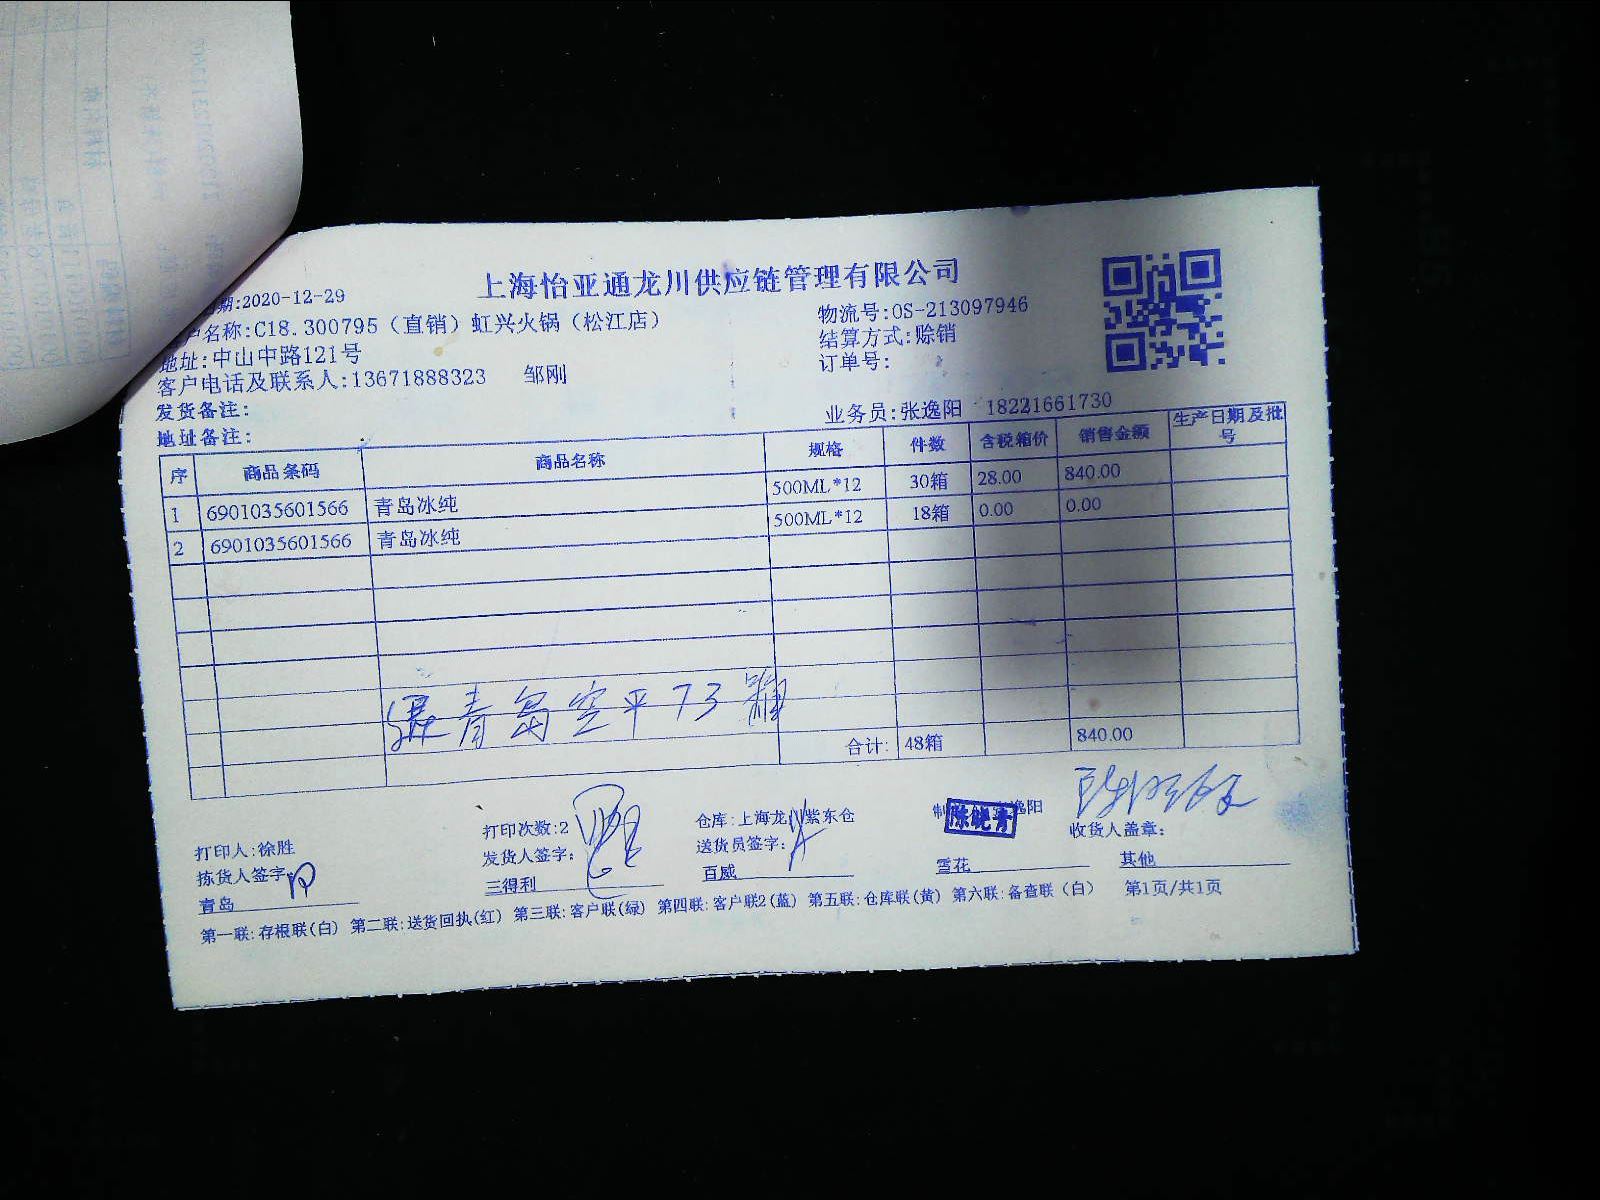 上海怡亚通龙川供应链管理有限公司
期:2020-12-29
物流号:OS-213097946
户名称:C18.300795（直销）虹兴火锅（松江店）
结算方式:赊销
地址:中山中路121号
订单号:
客户电话及联系人:13671888323 邹刚
发货备注:
业务员:张逸阳 18221661730
地址备注:
序 商品条码 商品名称 规格 件数 含税箱价 销售金额 生产日期及批号
1 6901035601566 青岛冰纯 500ML*12 30箱 28.00 840.00
2 6901035601566 青岛冰纯 500ML*12 18箱 0.00 0.00
青岛空平73箱
合计: 48箱 840.00
打印人:徐胜 打印次数:2 仓库:上海龙川紫东仓 制 逸阳
陈晓青
拣货人签字: 发货人签字: 送货员签字: 收货人盖章:
青岛 三得利 百威 雪花 其他
第一联:存根联(白) 第二联:送货回执(红) 第三联:客户联(绿) 第四联:客户联2(蓝) 第五联:仓库联(黄) 第六联:备查联(白) 第1页/共1页